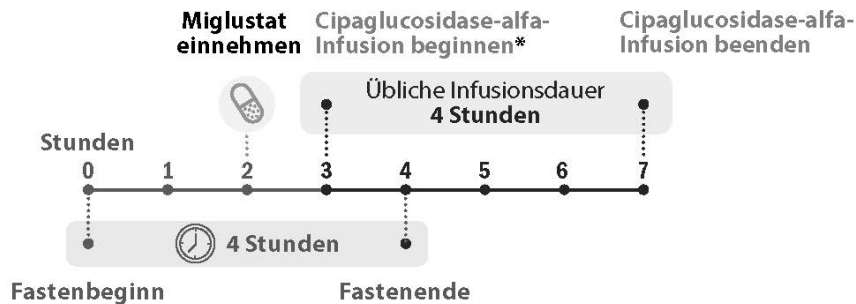 Miglustat
einnehmen
Cipaglucosidase-alfa-
Infusion beginnen*
Cipaglucosidase-alfa-
Infusion beenden
Übliche Infusionsdauer
4 Stunden
Stunden
0 1 2 3 4 5 6 7
4 Stunden
Fastenbeginn
Fastenende